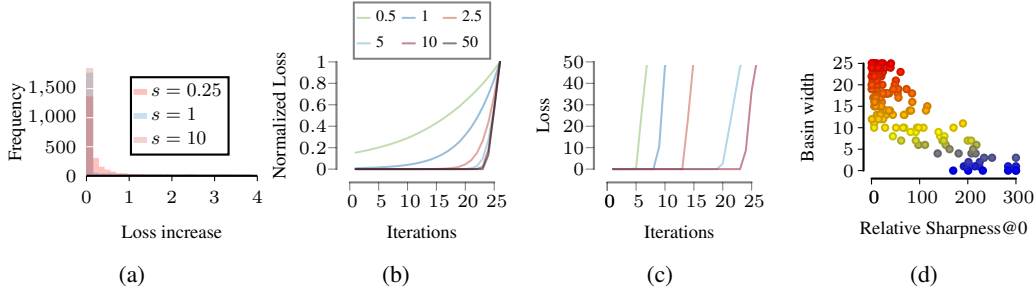 0.5 1 2.5
5 10 50
Frequency
1,500
1,000
500
0
s = 0.25
s = 1
s = 10
0 1 2 3 4
Loss increase
(a)
Normalized Loss
1
0.8
0.6
0.4
0.2
0
0 5 10 15 20 25
Iterations
(b)
Loss
50
40
30
20
10
0
0 5 10 15 20 25
Iterations
(c)
Basin width
25
20
15
10
5
0
0 100 200 300
Relative Sharpness@0
(d)